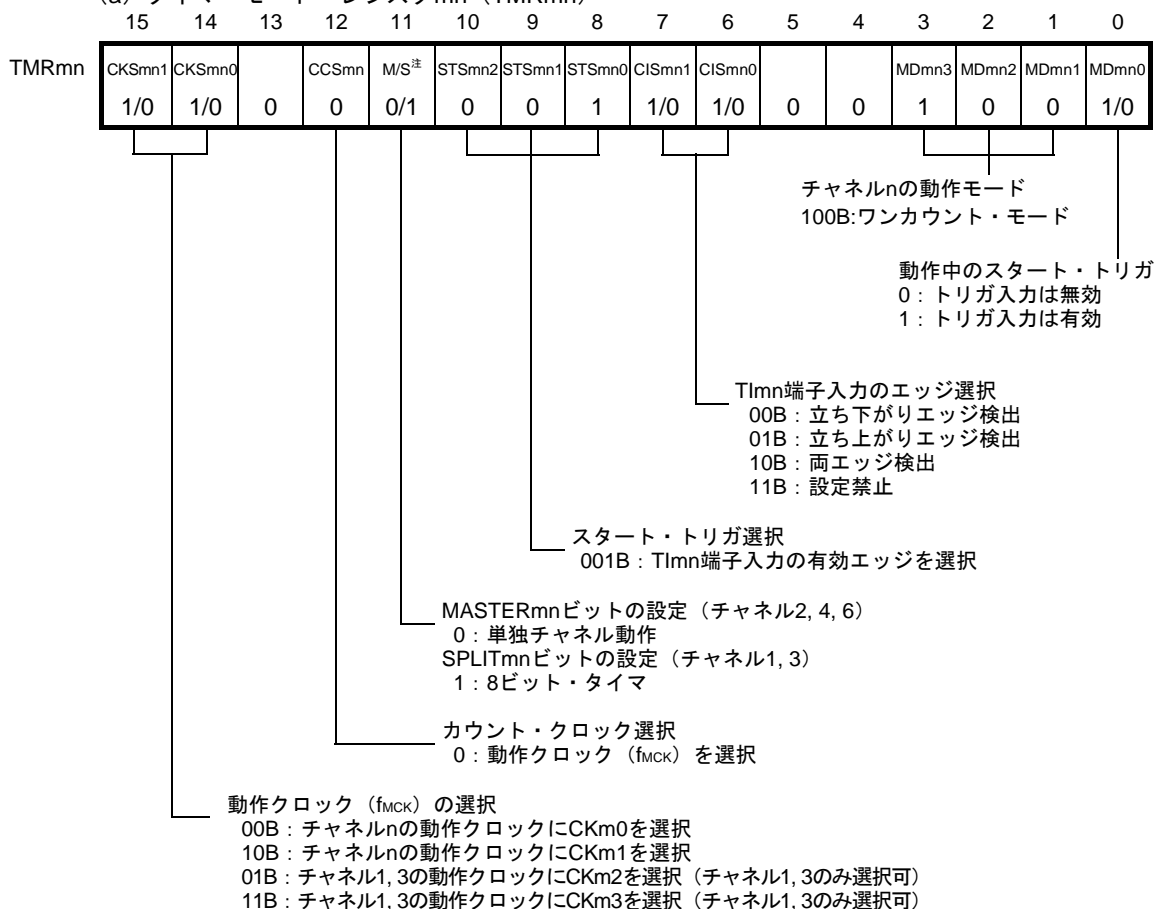 (a) タイマ・モード・レジスタmn（TMRmn）
15 14 13 12 11 10 9 8 7 6 5 4 3 2 1 0
TMRmn CKSmn1 CKSmn0 CCSmn M/S注 STSmn2 STSmn1 STSmn0 CISmn1 CISmn0 MDmn3 MDmn2 MDmn1 MDmn0
1/0 1/0 0 0 0/1 0 0 1 1/0 1/0 0 0 1 0 0 1/0
チャネルnの動作モード
100B:ワンカウント・モード
動作中のスタート・トリガ
0：トリガ入力は無効
1：トリガ入力は有効
TImn端子入力のエッジ選択
00B：立ち下がりエッジ検出
01B：立ち上がりエッジ検出
10B：両エッジ検出
11B：設定禁止
スタート・トリガ選択
001B：TImn端子入力の有効エッジを選択
MASTERmnビットの設定（チャネル2, 4, 6）
0：単独チャネル動作
SPLITmnビットの設定（チャネル1, 3）
1：8ビット・タイマ
カウント・クロック選択
0：動作クロック（fMCK）を選択
動作クロック（fMCK）の選択
00B：チャネルnの動作クロックにCKm0を選択
10B：チャネルnの動作クロックにCKm1を選択
01B：チャネル1, 3の動作クロックにCKm2を選択（チャネル1, 3のみ選択可）
11B：チャネル1, 3の動作クロックにCKm3を選択（チャネル1, 3のみ選択可）